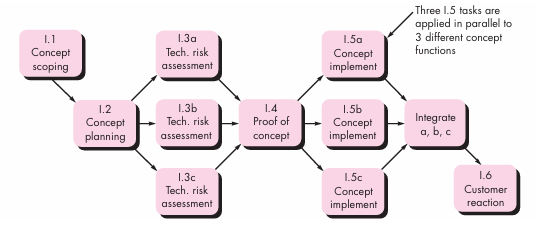 Three I.5 tasks are
applied in parallel to
3 different concept
functions
I.1
Concept
scoping
I.2
Concept
planning
I.3a
Tech. risk
assessment
I.3b
Tech. risk
assessment
I.3c
Tech. risk
assessment
I.4
Proof of
concept
I.5a
Concept
implement
I.5b
Concept
implement
I.5c
Concept
implement
Integrate
a, b, c
I.6
Customer
reaction